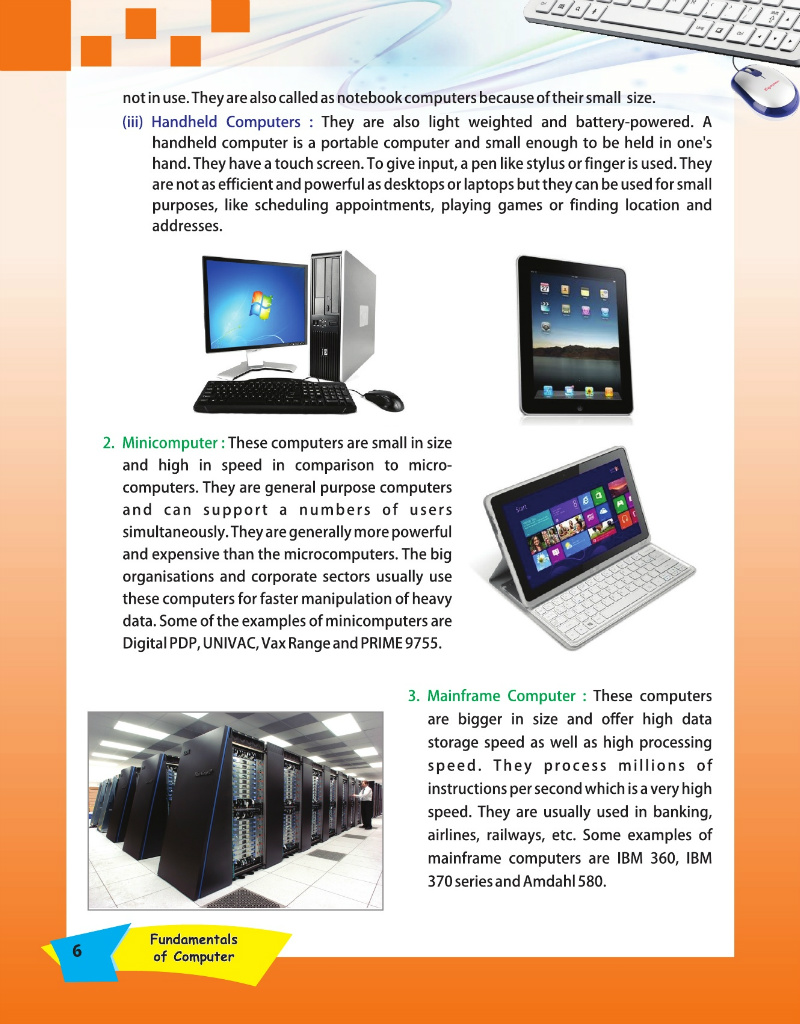 not in use. They are also called as notebook computers because of their small size.
(iii) Handheld Computers : They are also light weighted and battery-powered. A
handheld computer is a portable computer and small enough to be held in one's
hand. They have a touch screen. To give input, a pen like stylus or finger is used. They
are not as efficient and powerful as desktops or laptops but they can be used for small
purposes, like scheduling appointments, playing games or finding location and
addresses.
2. Minicomputer : These computers are small in size
and high in speed in comparison to micro-
computers. They are general purpose computers
and can support a numbers of users
simultaneously. They are generally more powerful
and expensive than the microcomputers. The big
organisations and corporate sectors usually use
these computers for faster manipulation of heavy
data. Some of the examples of minicomputers are
Digital PDP, UNIVAC, Vax Range and PRIME 9755.
Start
3. Mainframe Computer : These computers
are bigger in size and offer high data
storage speed as well as high processing
speed. They process millions of
instructions per second which is a very high
speed. They are usually used in banking,
airlines, railways, etc. Some examples of
mainframe computers are IBM 360, IBM
370 series and Amdahl 580.
6
Fundamentals
of Computer